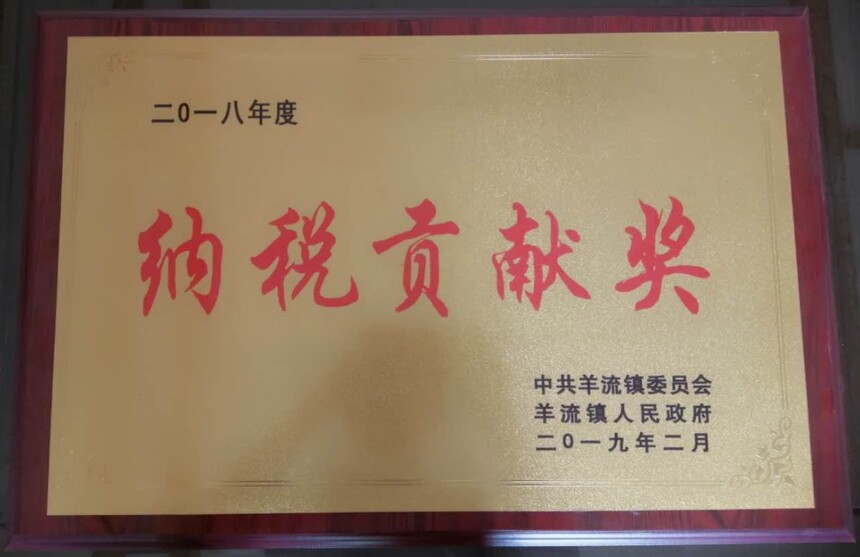 二0一八年度
纳税贡献奖
中共羊流镇委员会
羊流镇人民政府
二0一九年二月